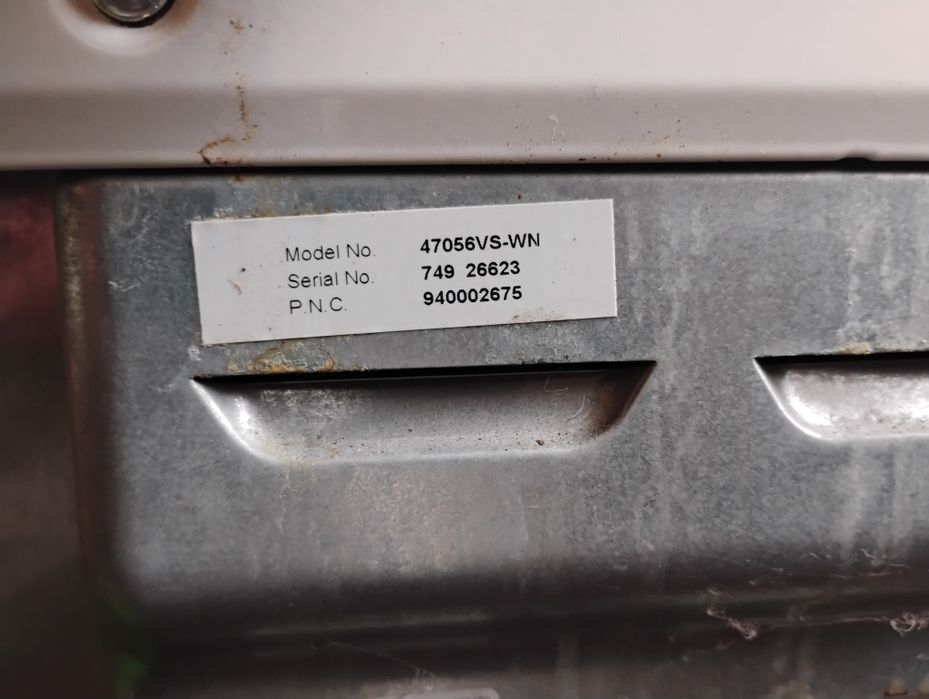 Model No. 47056VS-WN
Serial No. 749 26623
P.N.C. 940002675